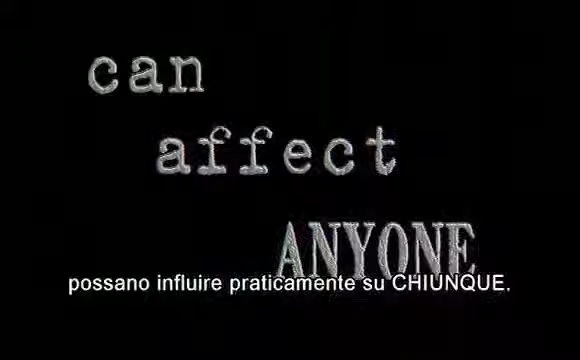 can
affect
ANYONE
possano influire praticamente su CHIUNQUE.